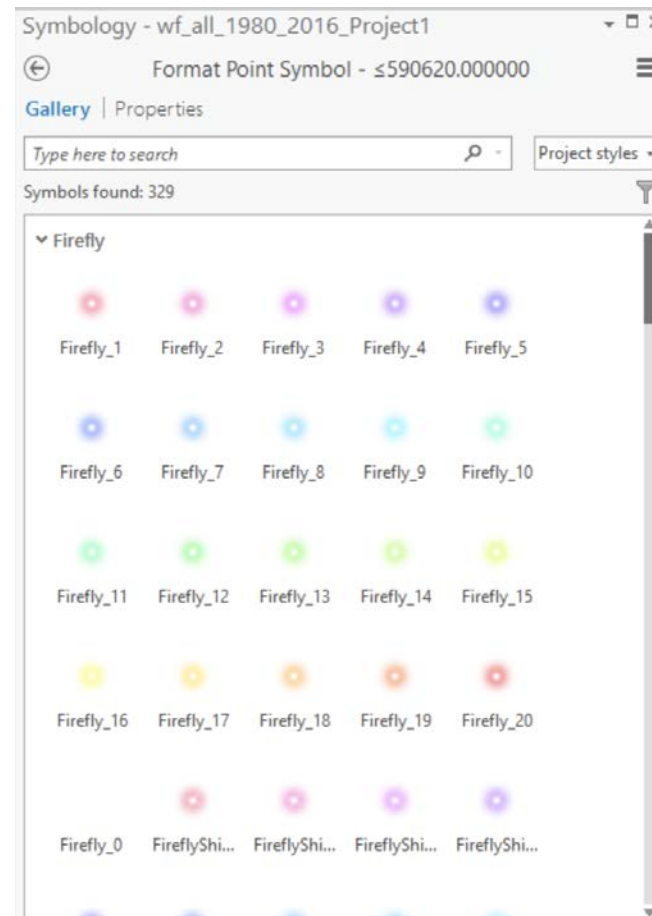 Symbology - wf_all_1980_2016_Project1
Format Point Symbol - ≤590620.000000
Gallery | Properties
Type here to search
Project styles
Symbols found: 329
Firefly
Firefly_1 Firefly_2 Firefly_3 Firefly_4 Firefly_5
Firefly_6 Firefly_7 Firefly_8 Firefly_9 Firefly_10
Firefly_11 Firefly_12 Firefly_13 Firefly_14 Firefly_15
Firefly_16 Firefly_17 Firefly_18 Firefly_19 Firefly_20
Firefly_0 FireflyShi... FireflyShi... FireflyShi... FireflyShi...